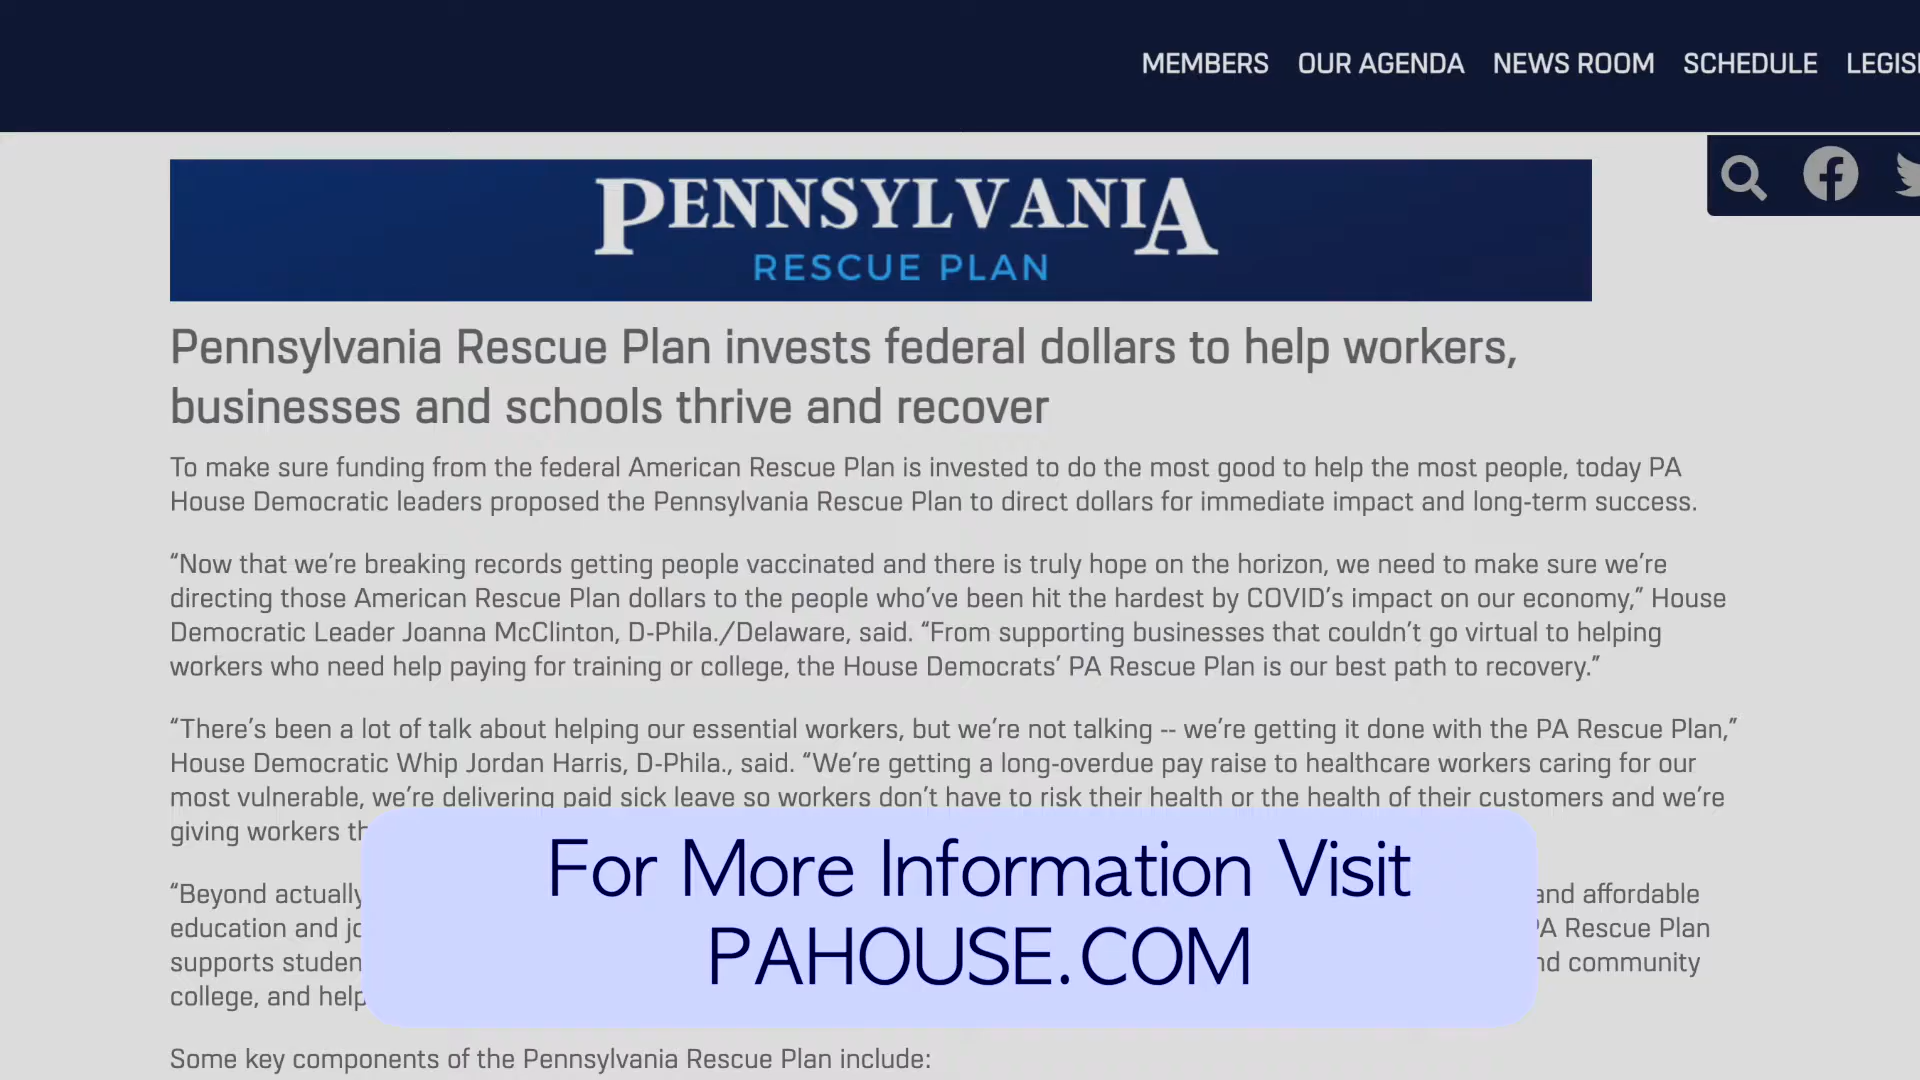 MEMBERS OUR AGENDA NEWS ROOM SCHEDULE LEGIS
PENNSYLVANIA
RESCUE PLAN
Pennsylvania Rescue Plan invests federal dollars to help workers,
businesses and schools thrive and recover
To make sure funding from the federal American Rescue Plan is invested to do the most good to help the most people, today PA
House Democratic leaders proposed the Pennsylvania Rescue Plan to direct dollars for immediate impact and long-term success.
“Now that we’re breaking records getting people vaccinated and there is truly hope on the horizon, we need to make sure we’re
directing those American Rescue Plan dollars to the people who’ve been hit the hardest by COVID’s impact on our economy,” House
Democratic Leader Joanna McClinton, D-Phila./Delaware, said. “From supporting businesses that couldn’t go virtual to helping
workers who need help paying for training or college, the House Democrats’ PA Rescue Plan is our best path to recovery.”
“There’s been a lot of talk about helping our essential workers, but we’re not talking -- we’re getting it done with the PA Rescue Plan,”
House Democratic Whip Jordan Harris, D-Phila., said. “We’re getting a long-overdue pay raise to healthcare workers caring for our
most vulnerable, we’re delivering paid sick leave so workers don’t have to risk their health or the health of their customers and we’re
giving workers
“Beyond actually and affordable
education and PA Rescue Plan
supports and community
college, and help
For More Information Visit
PAHOUSE.COM
Some key components of the Pennsylvania Rescue Plan include: